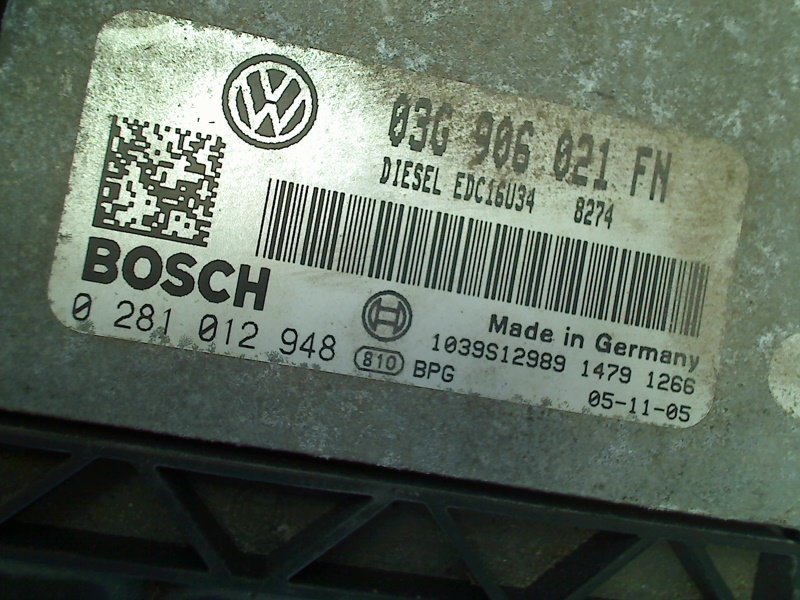 03G 906 021 FN
DIESEL EDC16U34 8274
BOSCH
0 281 012 948
Made in Germany
1039S12989 1479 1266
810 BPG
05-11-05